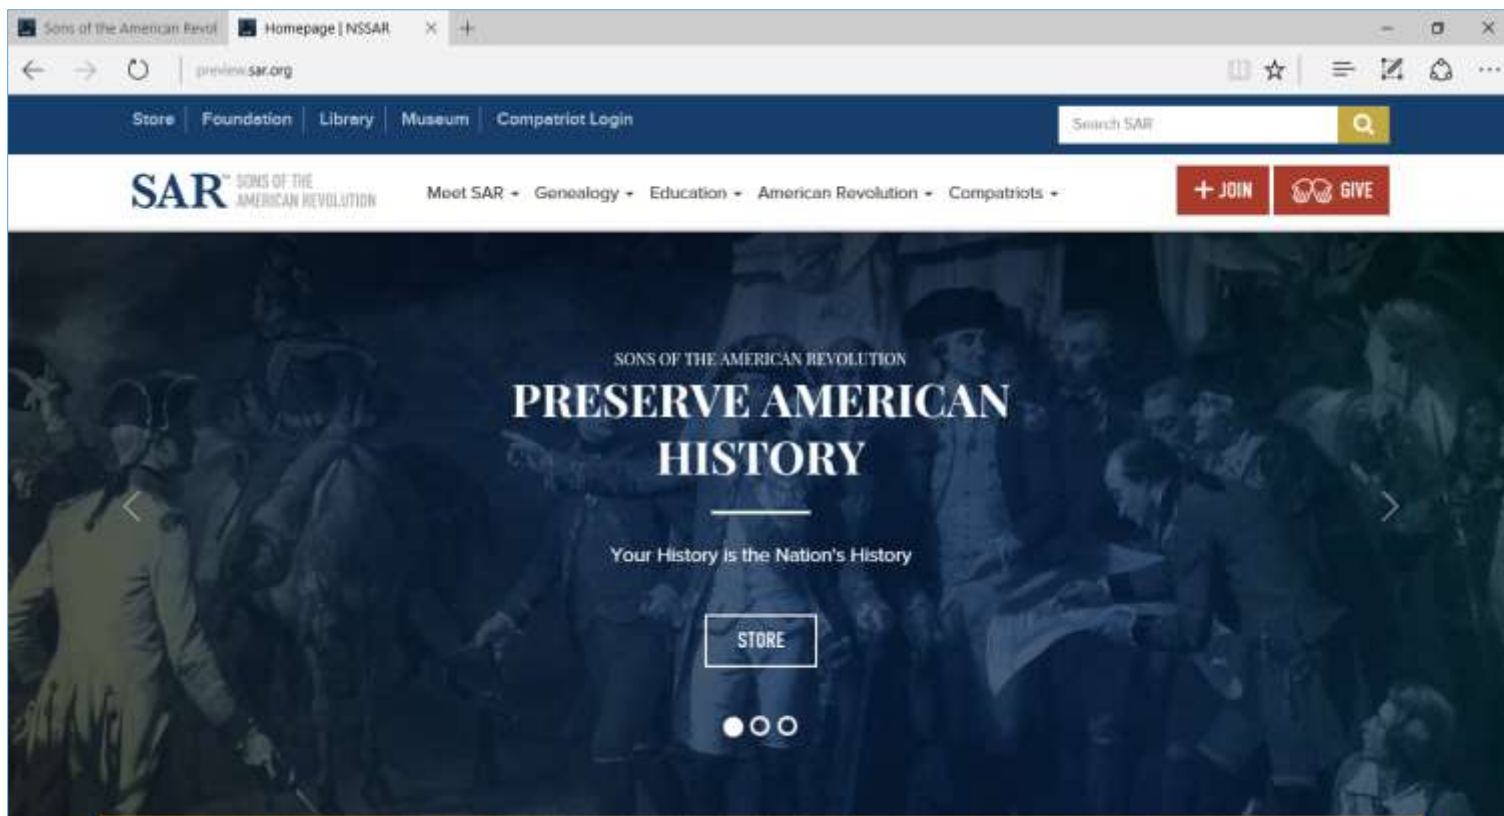 Sons of the American Revol
Homepage | NSSAR
preview.sar.org
Store Foundation Library Museum Compatriot Login
Search SAR
SAR™ SONS OF THE
AMERICAN REVOLUTION
Meet SAR Genealogy Education American Revolution Compatriots
+ JOIN GIVE
SONS OF THE AMERICAN REVOLUTION
PRESERVE AMERICAN
HISTORY
Your History is the Nation's History
STORE